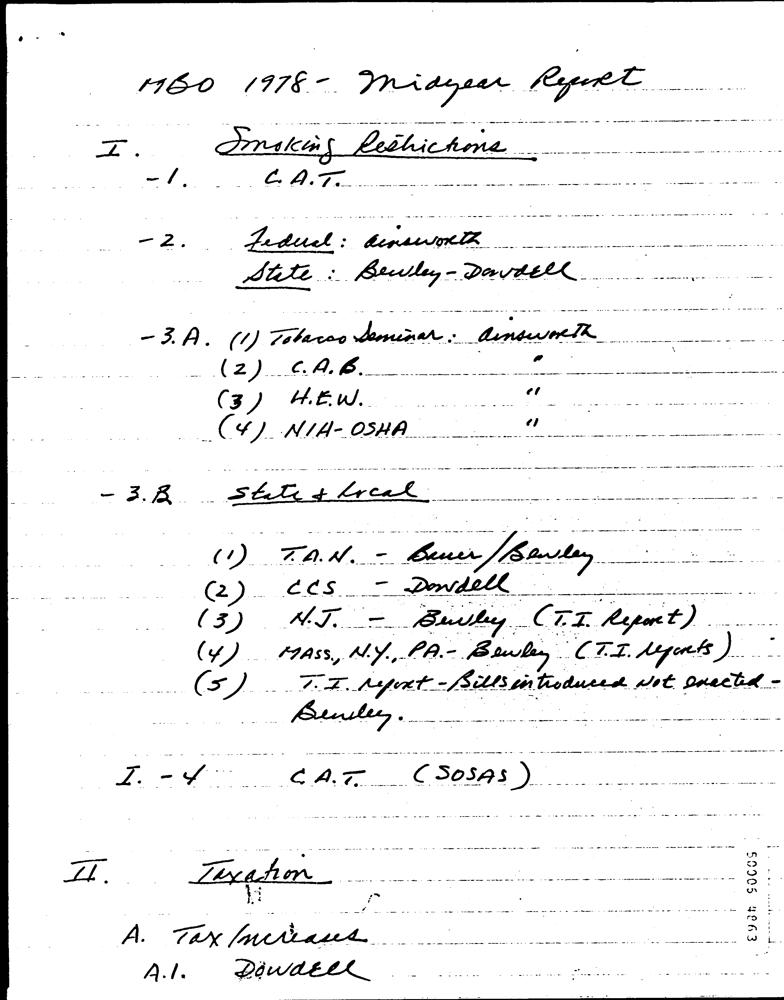 MBO 1978 - Midyear Report
I. Smoking Restrictions
-1. C.A.T.
-2. Federal: Ainsworth
State: Bewley-Dowdell
-3.A. (1) Tobacco Seminar: Ainsworth
(2) C.A.B. "
(3) H.E.W. "
(4) NIH-OSHA "
-3.B State & Local
(1) T.A.N. - /Bewley
(2) CCS - Dowdell
(3) N.J. - Bewley (T.I. Report)
(4) Mass., N.Y., PA. - Bewley (T.I. Reports)
(5) T.I. Report - Bills introduced not enacted -
Bewley.
I. -4 C.A.T. (SOSAS)
II. Taxation
A. Tax Increases
A.1. Dowdell
50005 4863